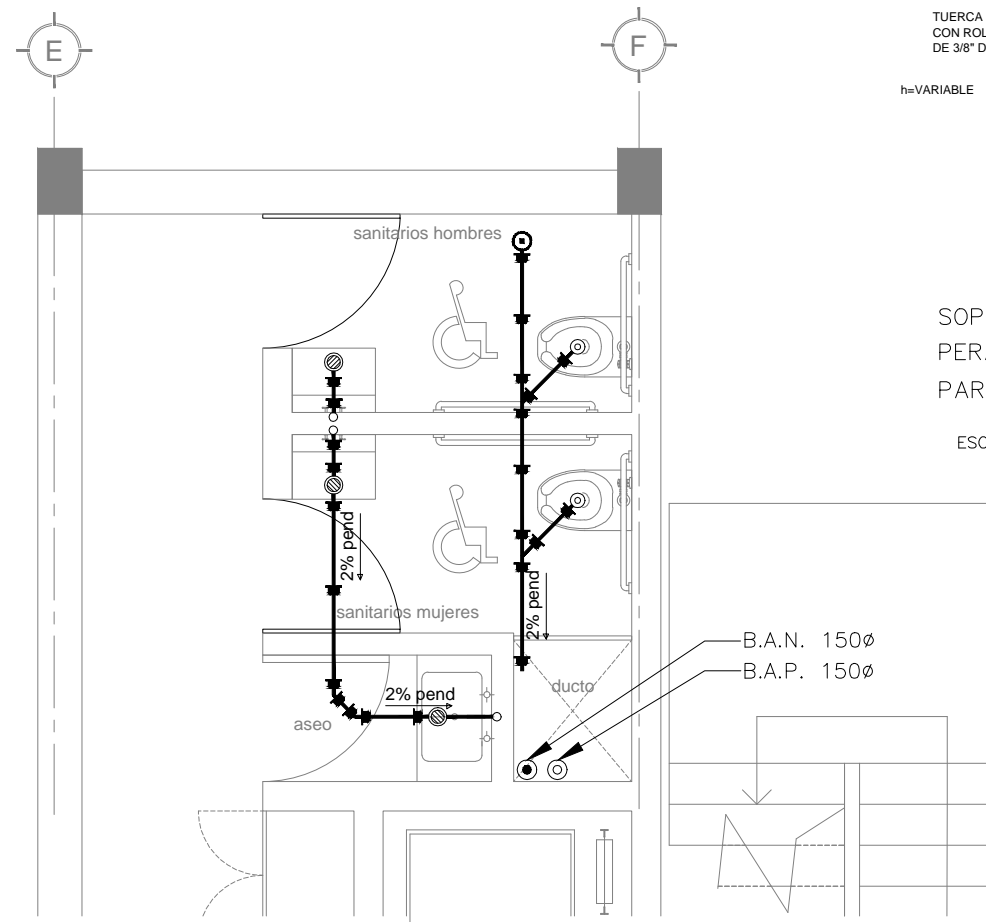 E
F
TUERCA
CON ROL
DE 3/8" D
h=VARIABLE
sanitarios hombres
SOP
PER
PAR
ESC
2% pend
sanitarios mujeres
2% pend
B.A.N. 150ø
B.A.P. 150ø
ducto
2% pend
aseo